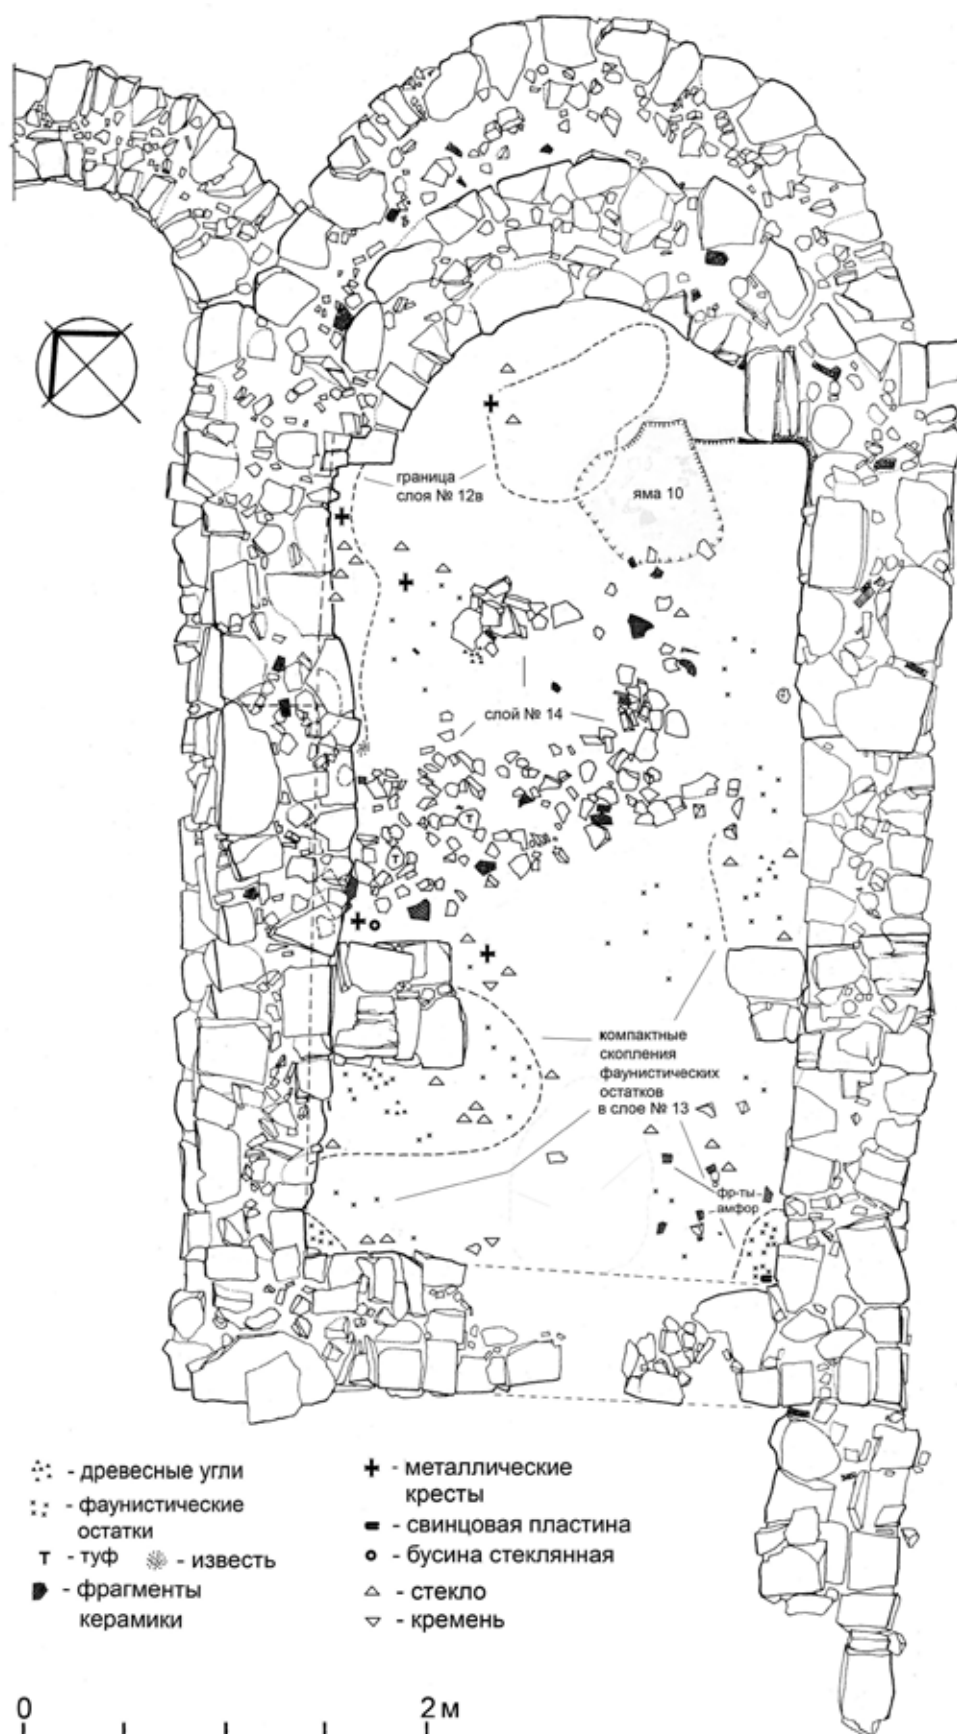 граница
слоя № 12в
яма 10
слой № 14
Т
Т
компактные
скопления
фаунистических
остатков
в слое № 13
фр-ты
амфор
- древесные угли
- фаунистические
остатки
Т - туф
- известь
- фрагменты
керамики
- металлические
кресты
- свинцовая пластина
- бусина стеклянная
- стекло
- кремень
0
2 м